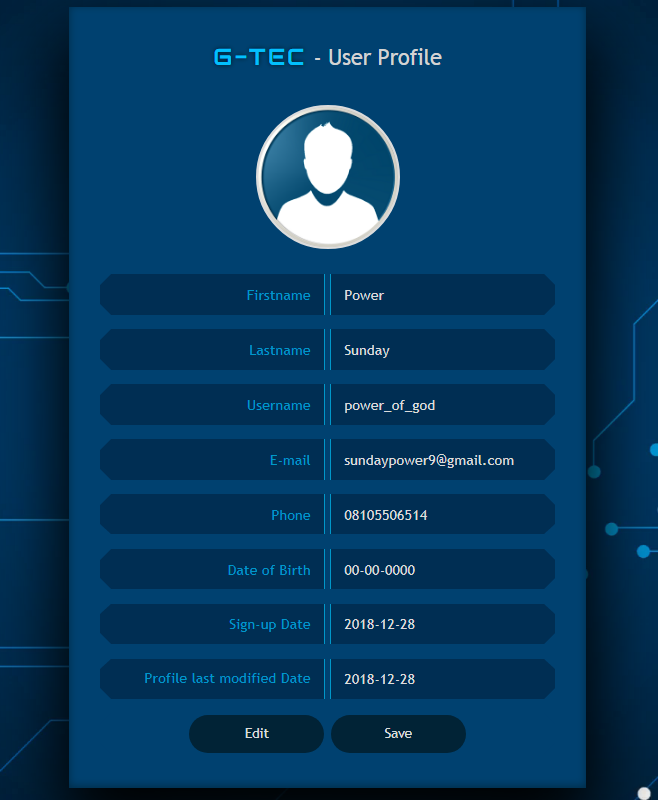 G-TEC - User Profile
Firstname Power
Lastname Sunday
Username power_of_god
E-mail sundaypower9@gmail.com
Phone 08105506514
Date of Birth 00-00-0000
Sign-up Date 2018-12-28
Profile last modified Date 2018-12-28
Edit Save